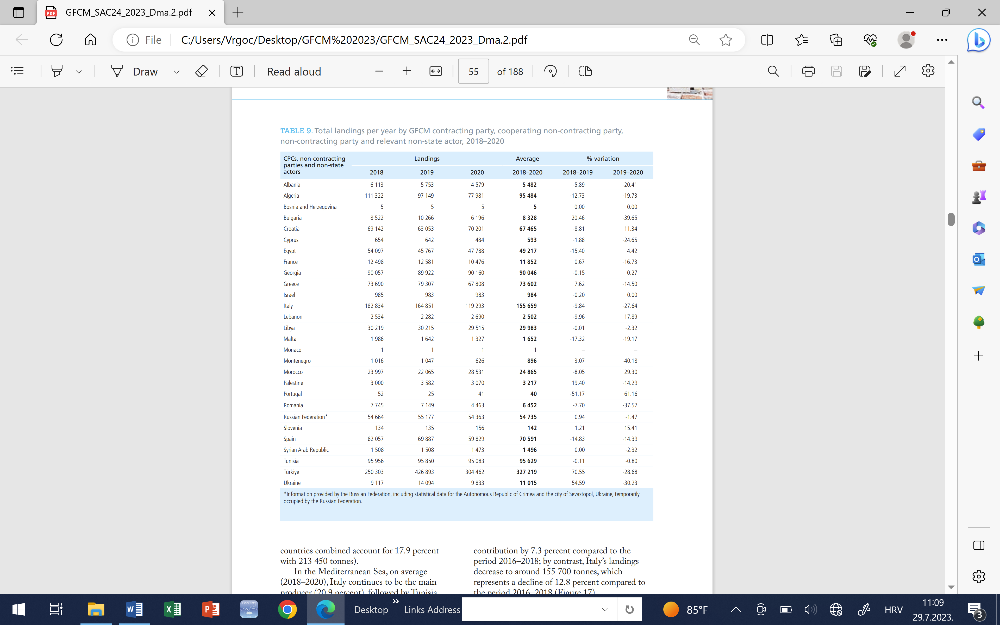 GFCM_SAC24_2023_Dma.2.pdf
File
C:/Users/Vrgoc/Desktop/GFCM%202023/GFCM_SAC24_2023_Dma.2.pdf
Draw
Read aloud
55
of 188
TABLE 9. Total landings per year by GFCM contracting party, cooperating non-contracting party,
non-contracting party and relevant non-state actor, 2018–2020
CPCs, non-contracting Landings Average % variation
parties and non-state
actors 2018 2019 2020 2018–2020 2018–2019 2019–2020
Albania 6 113 5 753 4 579 5 482 -5.89 -20.41
Algeria 111 322 97 149 77 981 95 484 -12.73 -19.73
Bosnia and Herzegovina 5 5 5 5 0.00 0.00
Bulgaria 8 522 10 266 6 196 8 328 20.46 -39.65
Croatia 69 142 63 053 70 201 67 465 -8.81 11.34
Cyprus 654 642 484 593 -1.88 -24.65
Egypt 54 097 45 767 47 788 49 217 -15.40 4.42
France 12 498 12 581 10 476 11 852 0.67 -16.73
Georgia 90 057 89 922 90 160 90 046 -0.15 0.27
Greece 73 690 79 307 67 808 73 602 7.62 -14.50
Israel 985 983 983 984 -0.20 0.00
Italy 182 834 164 851 119 293 155 659 -9.84 -27.64
Lebanon 2 534 2 282 2 690 2 502 -9.96 17.89
Libya 30 219 30 215 29 515 29 983 -0.01 -2.32
Malta 1 986 1 642 1 327 1 652 -17.32 -19.17
Monaco 1 1 1 1 – –
Montenegro 1 016 1 047 626 896 3.07 -40.18
Morocco 23 997 22 065 28 531 24 865 -8.05 29.30
Palestine 3 000 3 582 3 070 3 217 19.40 -14.29
Portugal 52 25 41 40 -51.17 61.16
Romania 7 745 7 149 4 463 6 452 -7.70 -37.57
Russian Federation* 54 664 55 177 54 363 54 735 0.94 -1.47
Slovenia 134 135 156 142 1.21 15.41
Spain 82 057 69 887 59 829 70 591 -14.83 -14.39
Syrian Arab Republic 1 508 1 508 1 473 1 496 0.00 -2.32
Tunisia 95 956 95 850 95 083 95 629 -0.11 -0.80
Türkiye 250 303 426 893 304 462 327 219 70.55 -28.68
Ukraine 9 117 14 094 9 833 11 015 54.59 -30.23
*Information provided by the Russian Federation, including statistical data for the Autonomous Republic of Crimea and the city of Sevastopol, Ukraine, temporarily
occupied by the Russian Federation.
countries combined account for 17.9 percent
with 213 450 tonnes).
In the Mediterranean Sea, on average
(2018–2020), Italy continues to be the main
producer (20.9 percent), followed by Tunisia
contribution by 7.3 percent compared to the
period 2016–2018; by contrast, Italy's landings
decrease to around 155 700 tonnes, which
represents a decline of 12.8 percent compared to
the period 2016–2018 (Figure 17).
Desktop
Links
Address
85°F
HRV
11:09
29.7.2023.
3